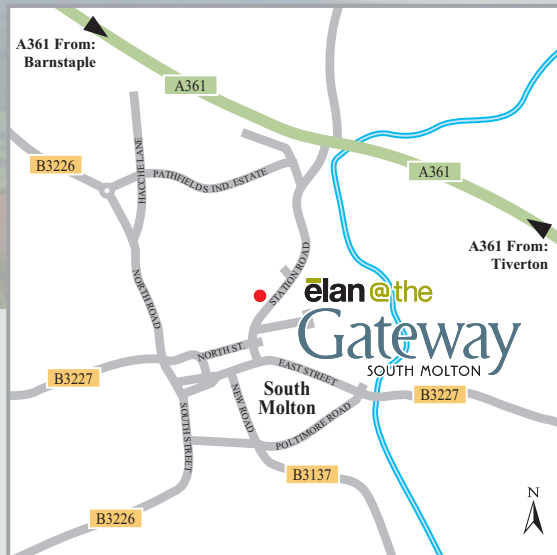 A361 From:
Barnstaple
A361
B3226
HACCHE LANE
PATHFIELDS IND. ESTATE
A361
A361 From:
Tiverton
NORTH ROAD
STATION ROAD
élan @ the
Gateway
SOUTH MOLTON
NORTH ST.
EAST STREET
B3227
South
Molton
B3227
NEW ROAD
SOUTH STREET
POLTIMORE ROAD
B3137
B3226
N